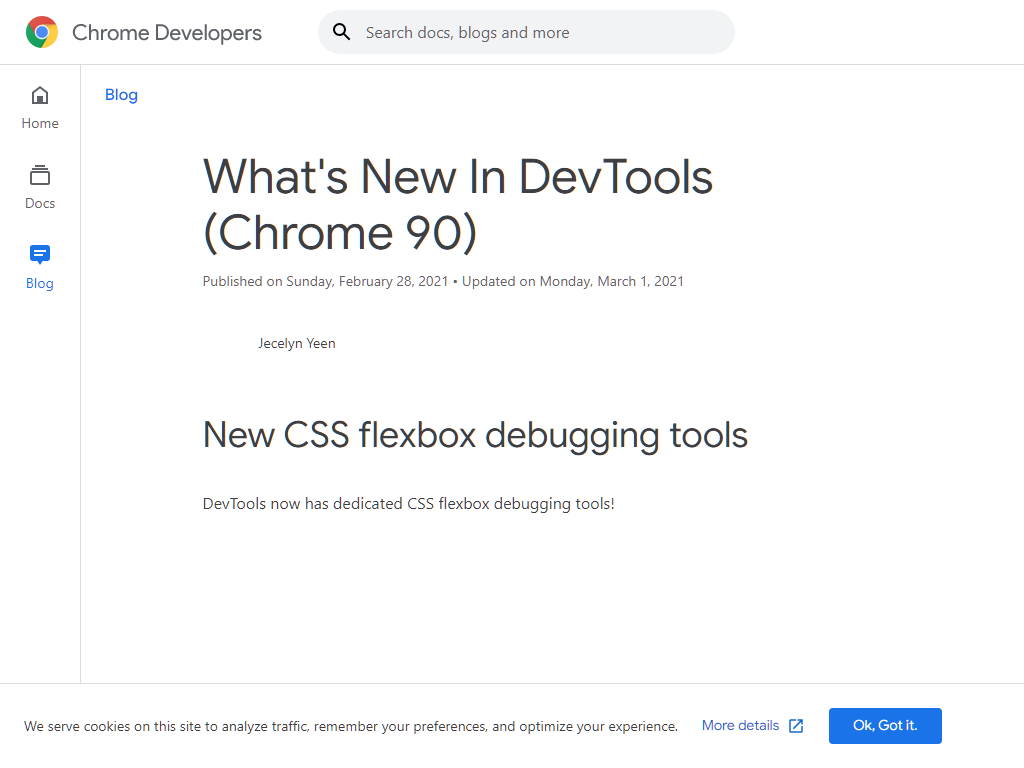 Chrome Developers
Search docs, blogs and more
Home
Docs
Blog
Blog
What's New In DevTools
(Chrome 90)
Published on Sunday, February 28, 2021 • Updated on Monday, March 1, 2021
Jecelyn Yeen
New CSS flexbox debugging tools
DevTools now has dedicated CSS flexbox debugging tools!
We serve cookies on this site to analyze traffic, remember your preferences, and optimize your experience.
More details
Ok, Got it.